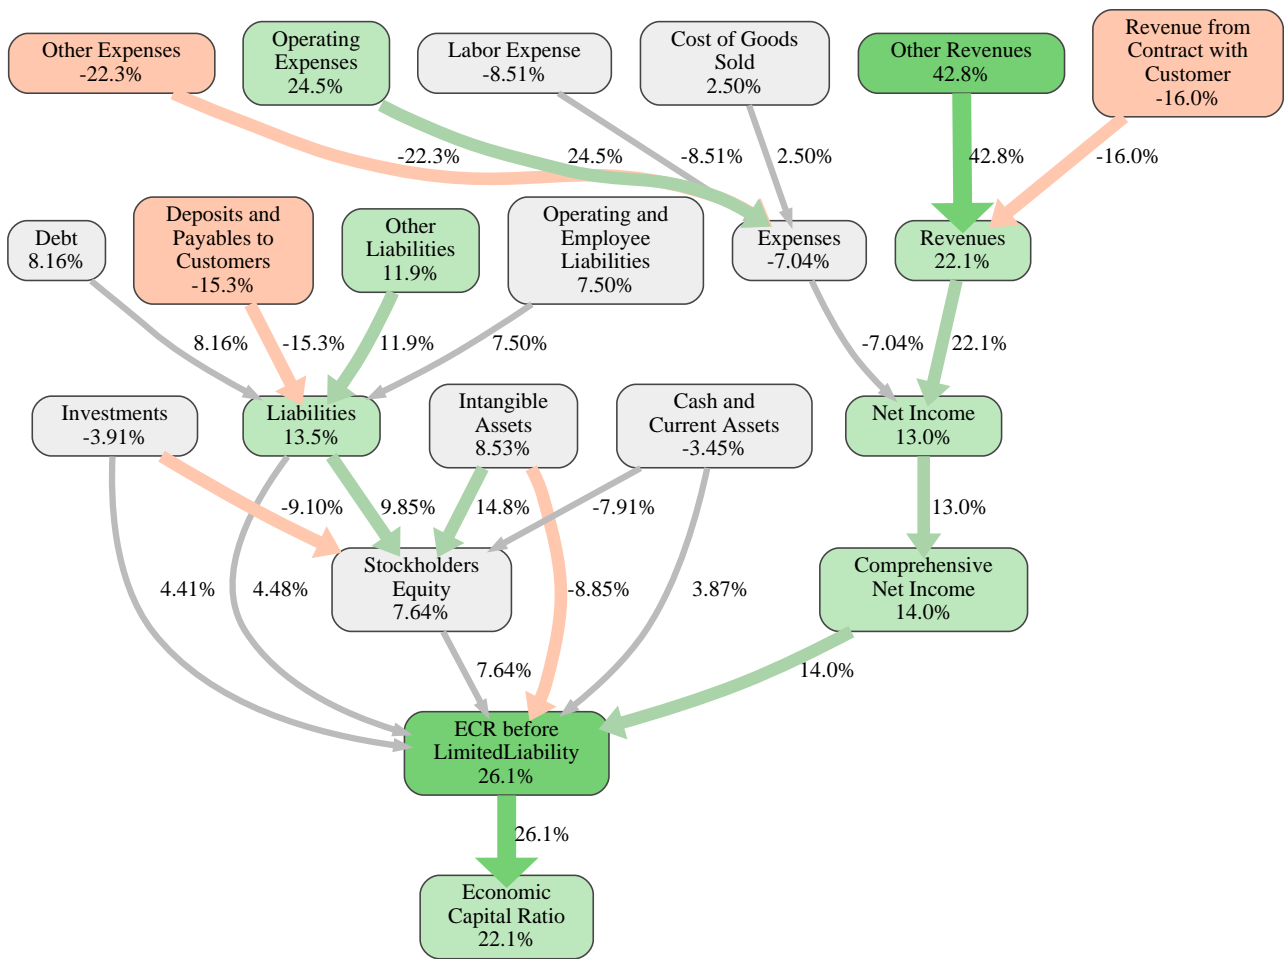 Other Expenses
-22.3%
Operating
Expenses
24.5%
Labor Expense
-8.51%
Cost of Goods
Sold
2.50%
Other Revenues
42.8%
Revenue from
Contract with
Customer
-16.0%
-22.3%
24.5%
-8.51%
2.50%
42.8%
-16.0%
Debt
8.16%
Deposits and
Payables to
Customers
-15.3%
Other
Liabilities
11.9%
Operating and
Employee
Liabilities
7.50%
Expenses
-7.04%
Revenues
22.1%
8.16%
-15.3%
11.9%
7.50%
-7.04%
22.1%
Investments
-3.91%
Liabilities
13.5%
Intangible
Assets
8.53%
Cash and
Current Assets
-3.45%
Net Income
13.0%
-9.10%
9.85%
14.8%
-7.91%
13.0%
4.41%
4.48%
Stockholders
Equity
7.64%
-8.85%
3.87%
Comprehensive
Net Income
14.0%
7.64%
14.0%
ECR before
LimitedLiability
26.1%
26.1%
Economic
Capital Ratio
22.1%